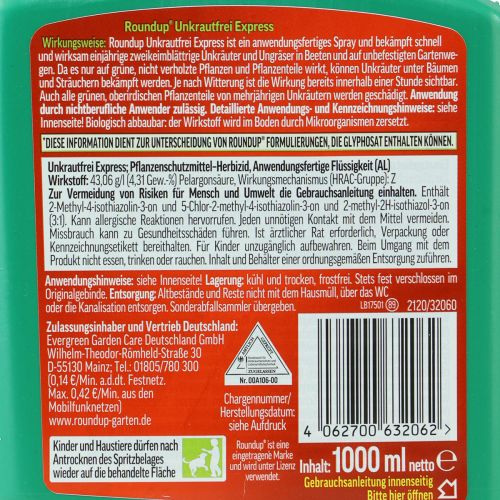 Roundup® Unkrautfrei Express
Wirkungsweise: Roundup Unkrautfrei Express ist ein anwendungsfertiges Spray und bekämpft schnell
und wirksam einjährige zweikeimblättrige Unkräuter und Ungräser in Beeten und auf unbefestigten Gartenwe-
gen. Da es nur auf grüne, nicht verholzte Pflanzen und Pflanzenteile wirkt, können Unkräuter unter Bäumen
und Sträuchern bekämpft werden. Je nach Witterung ist die Wirkung bereits innerhalb einer Stunde sichtbar.
Auch alle grünen, oberirdischen Pflanzenteile von mehrjährigen Unkräutern werden geschädigt. Anwendung
durch nichtberufliche Anwender zulässig. Detaillierte Anwendungs- und Kennzeichnungshinweise: siehe
Innenseite! Biologisch abbaubar: der Wirkstoff wird im Boden durch Mikroorganismen zersetzt.
*DIESE INFORMATION DIENT ZUR UNTERSCHEIDUNG VON ROUNDUP® FORMULIERUNGEN, DIE GLYPHOSAT ENTHALTEN KÖNNEN.
Unkrautfrei Express; Pflanzenschutzmittel-Herbizid, Anwendungsfertige Flüssigkeit (AL)
Wirkstoff: 43,06 g/l (4,31 Gew.-%) Pelargonsäure, Wirkungsmechanismus (HRAC-Gruppe): Z
Zur Vermeidung von Risiken für Mensch und Umwelt die Gebrauchsanleitung einhalten. Enthält
2-Methyl-4-isothiazolin-3-on und 5-Chlor-2-methyl-4-isothiazolin-3-on und 2-methyl-2H-isothiazol-3-on
(3:1). Kann allergische Reaktionen hervorrufen. Jeden unnötigen Kontakt mit dem Mittel vermeiden.
Missbrauch kann zu Gesundheitsschäden führen. Ist ärztlicher Rat erforderlich, Verpackung oder
Kennzeichnungsetikett bereithalten. Für Kinder unzugänglich aufbewahren. Beim Umgang mit dem
Produkt nicht essen, trinken oder rauchen. Inhalt und Behälter einer ordnungsgemäßen Entsorgung zuführen.
Anwendungshinweise: siehe Innenseite! Lagerung: kühl und trocken, frostfrei. Stets fest verschlossen im
Originalgebinde. Entsorgung: Altbestände und Reste nicht mit dem Hausmüll, über das WC
oder die Kanalisation entsorgen. Sonderabfallsammler übergeben.
LB17501 89 2120/32060
Zulassungsinhaber und Vertrieb Deutschland:
Evergreen Garden Care Deutschland GmbH
Wilhelm-Theodor-Römheld-Straße 30
D-55130 Mainz; Tel. 01805/780 300
(0,14 €/Min. a.d.dt. Festnetz.
Max. 0,42 €/Min. aus den
Mobilfunknetzen)
www.roundup-garten.de
ZUGELASSEN
Nr. 00A106-00
Chargennummer/
Herstellungsdatum:
siehe Aufdruck
4 062700 632062 >
Kinder und Haustiere dürfen nach
Antrocknen des Spritzbelages
wieder auf die behandelte Fläche
Roundup® ist eine
eingetragene Marke
und wird unter Lizenz
verwendet.
Inhalt: 1000 ml netto ℮
Gebrauchsanleitung innenseitig
Bitte hier öffnen